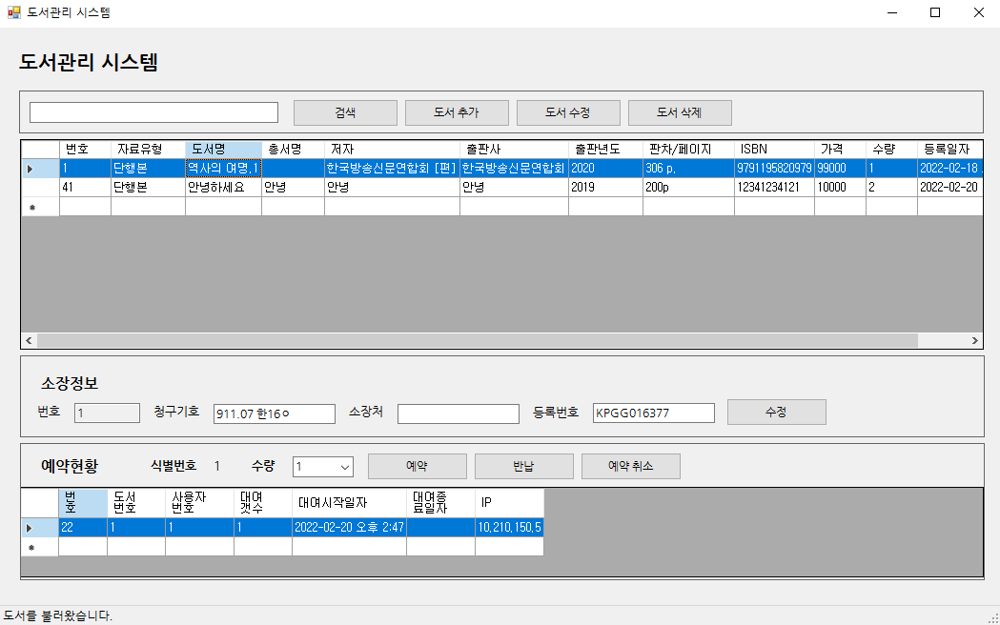 도서관리 시스템
도서관리 시스템
검색 도서 추가 도서 수정 도서 삭제
번호 자료유형 도서명 총서명 저자 출판사 출판년도 판차/페이지 ISBN 가격 수량 등록일자
1 단행본 역사의 여명.1 한국방송신문연합회 [편] 한국방송신문연합회 2020 306 p. 9791195820979 99000 1 2022-02-18 .
41 단행본 안녕하세요 안녕 안녕 안녕 2019 200p 12341234121 10000 2 2022-02-20
소장정보
번호 1 청구기호 911.07 한16ㅇ 소장처 등록번호 KPGG016377 수정
예약현황 식별번호 1 수량 1 예약 반납 예약 취소
번호 도서번호 사용자번호 대여갯수 대여시작일자 대여종료일자 IP
22 1 1 1 2022-02-20 오후 2:47 10.210.150.5
도서를 불러왔습니다.